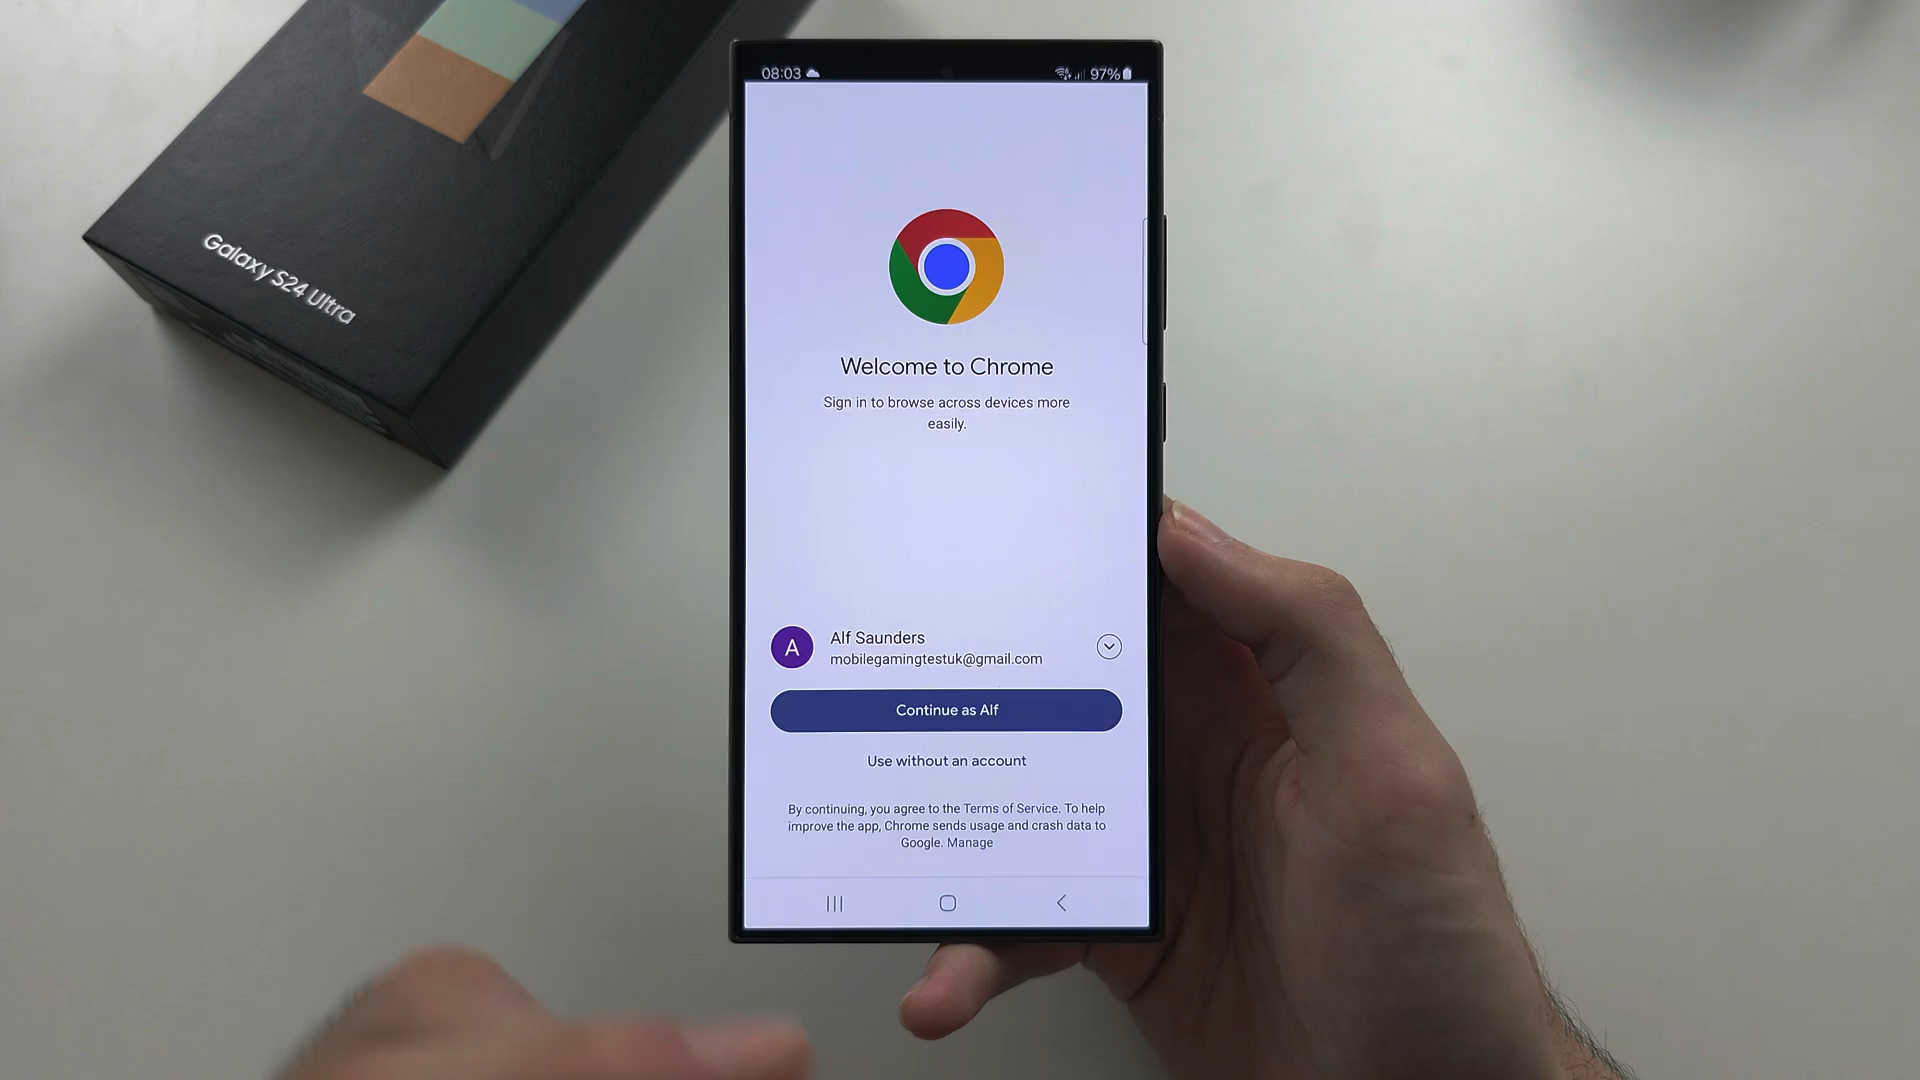 Galaxy S24 Ultra
08:03
97%
Welcome to Chrome
Sign in to browse across devices more
easily.
A
Alf Saunders
mobilegamingtestuk@gmail.com
Continue as Alf
Use without an account
By continuing, you agree to the Terms of Service. To help
improve the app, Chrome sends usage and crash data to
Google. Manage